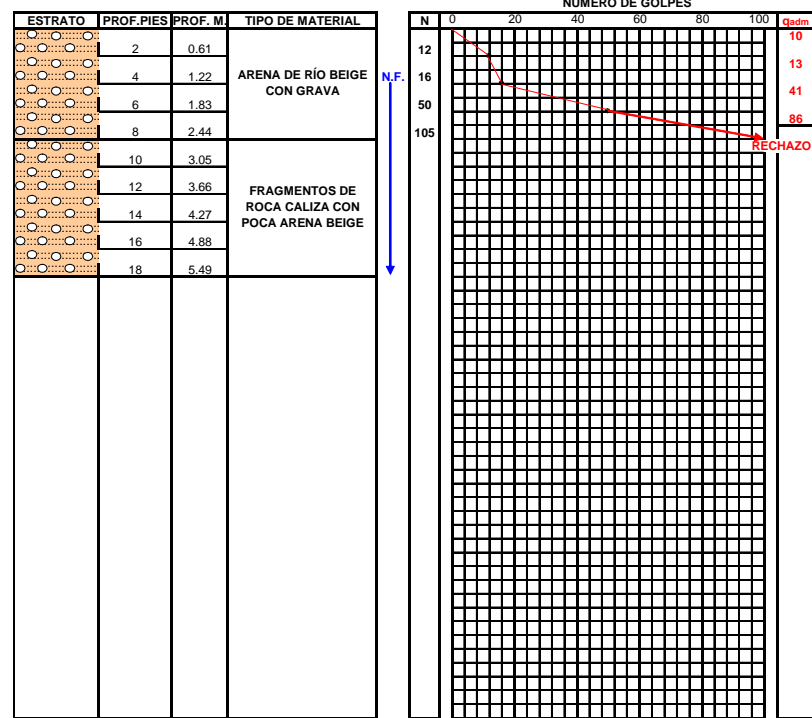 NÚMERO DE GOLPES
ESTRATO PROF.PIES PROF. M. TIPO DE MATERIAL N 0 20 40 60 80 100 qadm
10
2 0.61 12
13
4 1.22 ARENA DE RÍO BEIGE CON GRAVA N.F. 16
41
6 1.83 50
86
8 2.44 105
RECHAZO
10 3.05
12 3.66
FRAGMENTOS DE
ROCA CALIZA CON
14 4.27
POCA ARENA BEIGE
16 4.88
18 5.49